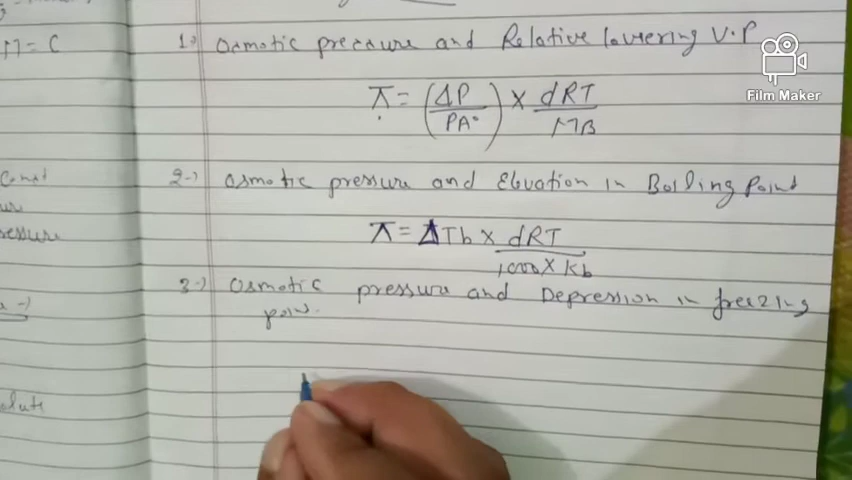 M = C
1) Osmotic pressure and Relative lowering V.P
Film Maker
π = (ΔP / PA°) × dRT / MB
Const
2-) Osmotic pressure and Elevation in Boiling Point
π = ΔTb × dRT / 1000 × Kb
3-) Osmotic pressure and Depression in freezing
point.